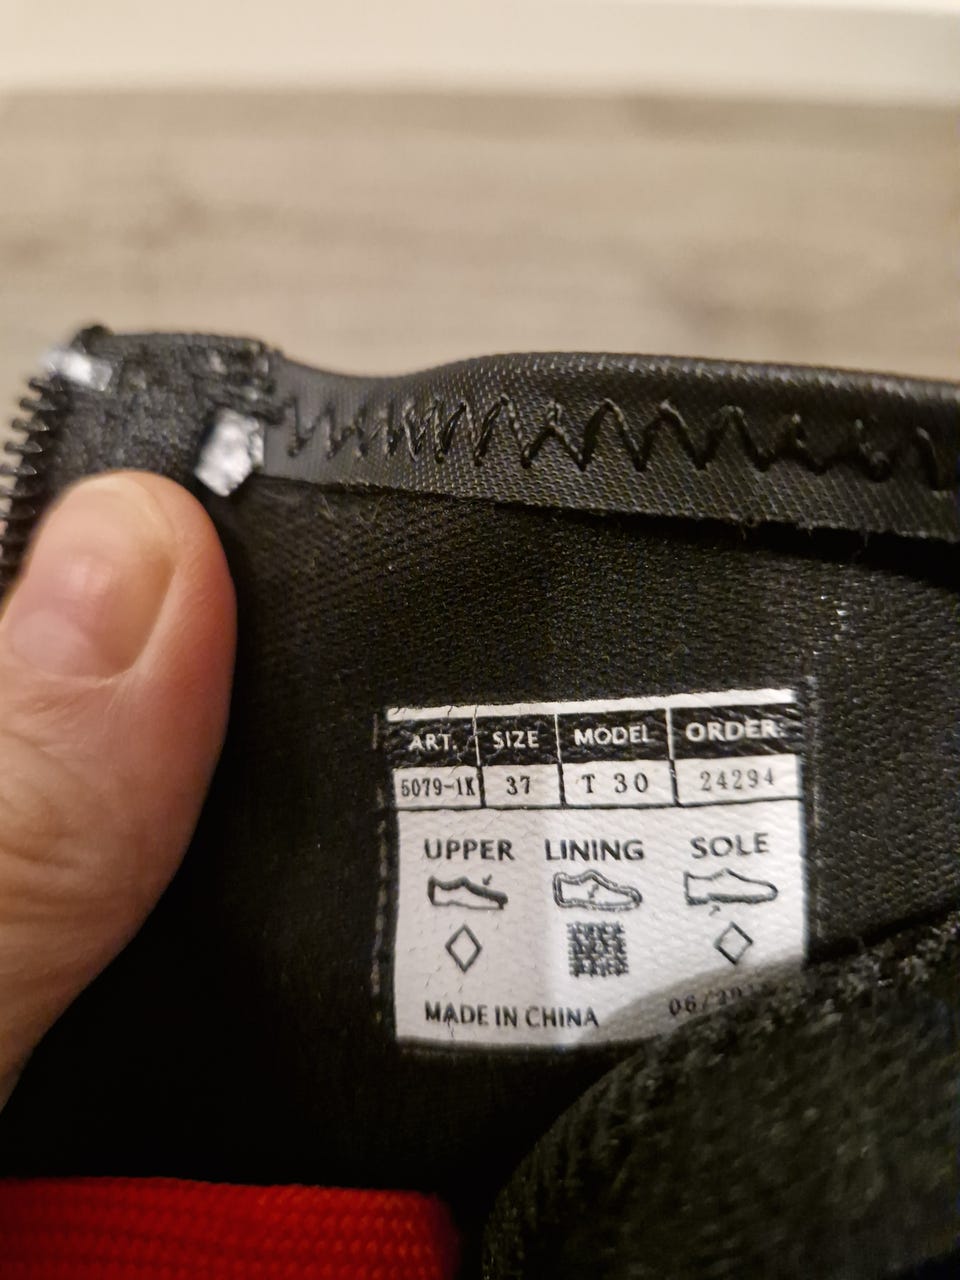 ART. SIZE MODEL ORDER:
5079-1K 37 T 30 24294
UPPER LINING SOLE
MADE IN CHINA